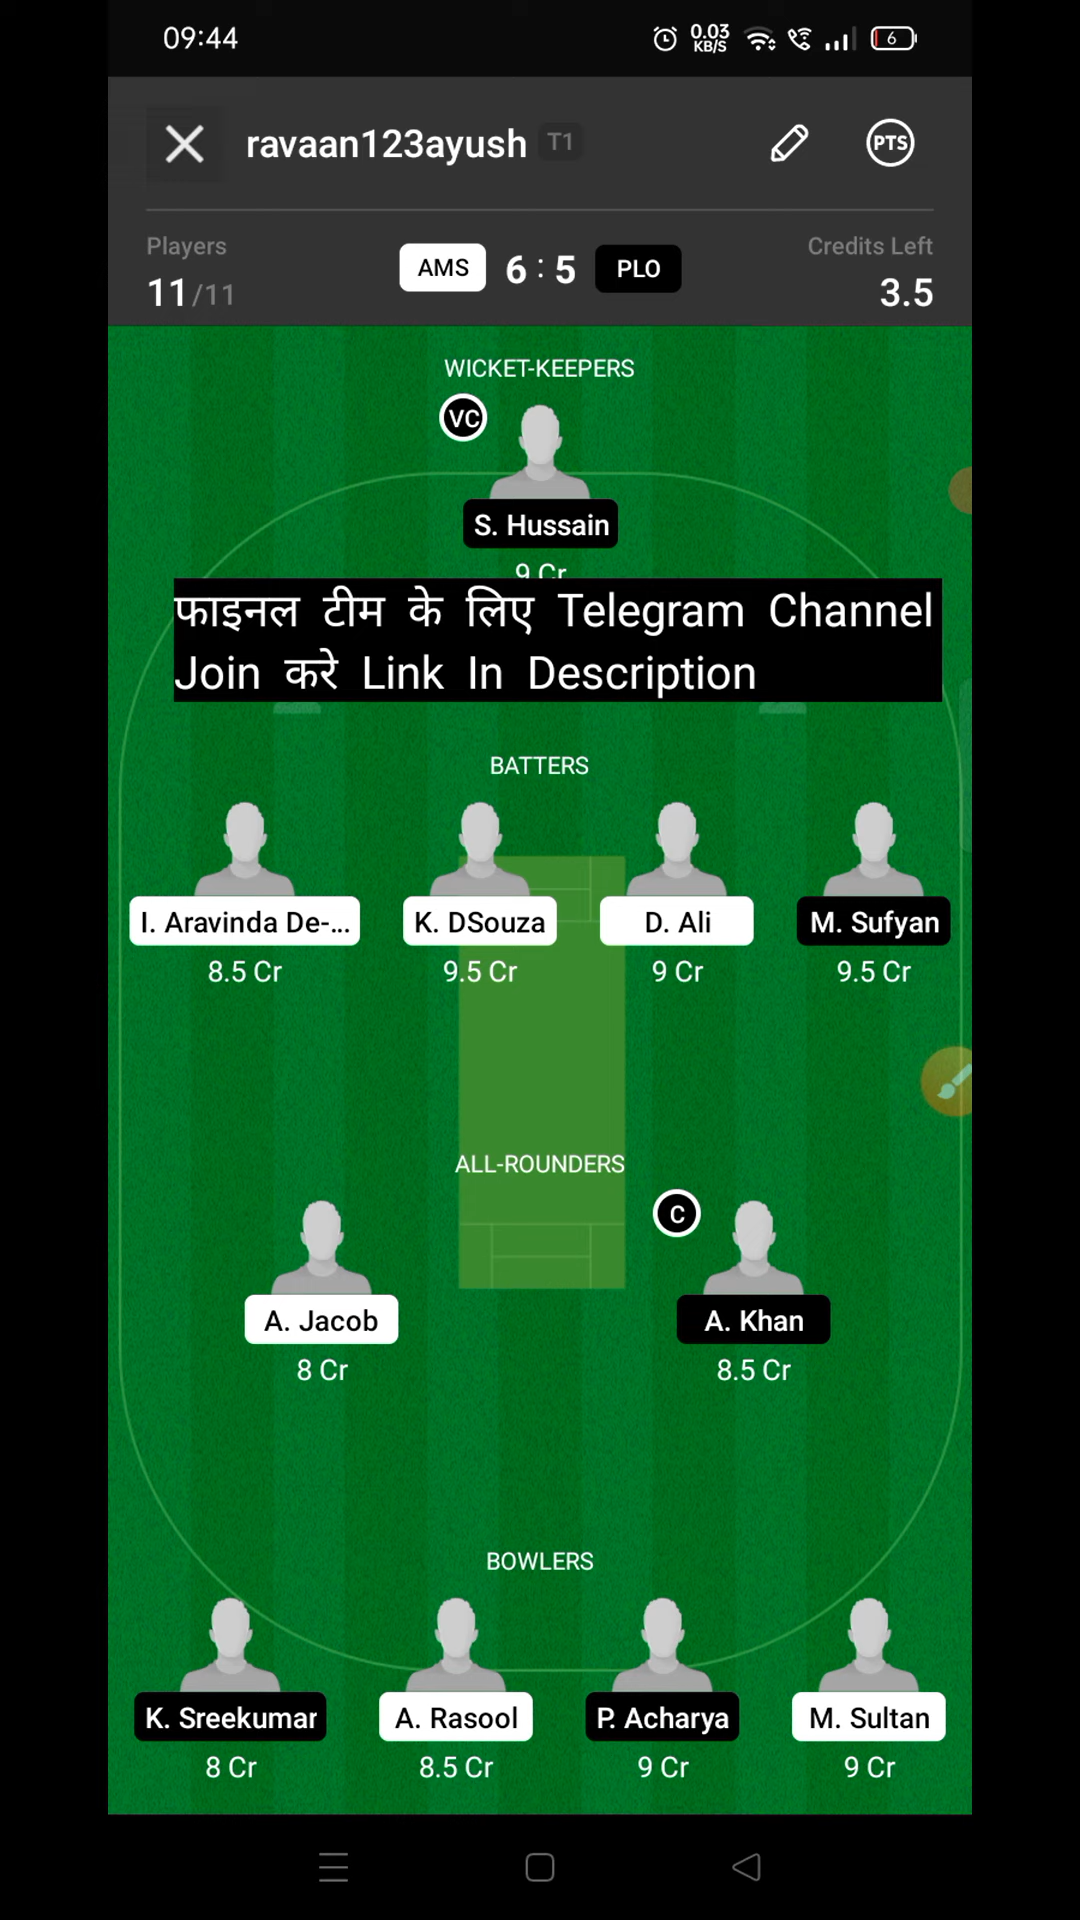 09:44
0.03
KB/S
6
ravaan123ayush T1
PTS
Players
Credits Left
AMS 6 : 5 PLO
11/11
3.5
WICKET-KEEPERS
VC
S. Hussain
9 Cr
फाइनल टीम के लिए Telegram Channel
Join करे Link In Description
BATTERS
I. Aravinda De-... K. DSouza D. Ali M. Sufyan
8.5 Cr 9.5 Cr 9 Cr 9.5 Cr
ALL-ROUNDERS
C
A. Jacob A. Khan
8 Cr 8.5 Cr
BOWLERS
K. Sreekumar A. Rasool P. Acharya M. Sultan
8 Cr 8.5 Cr 9 Cr 9 Cr